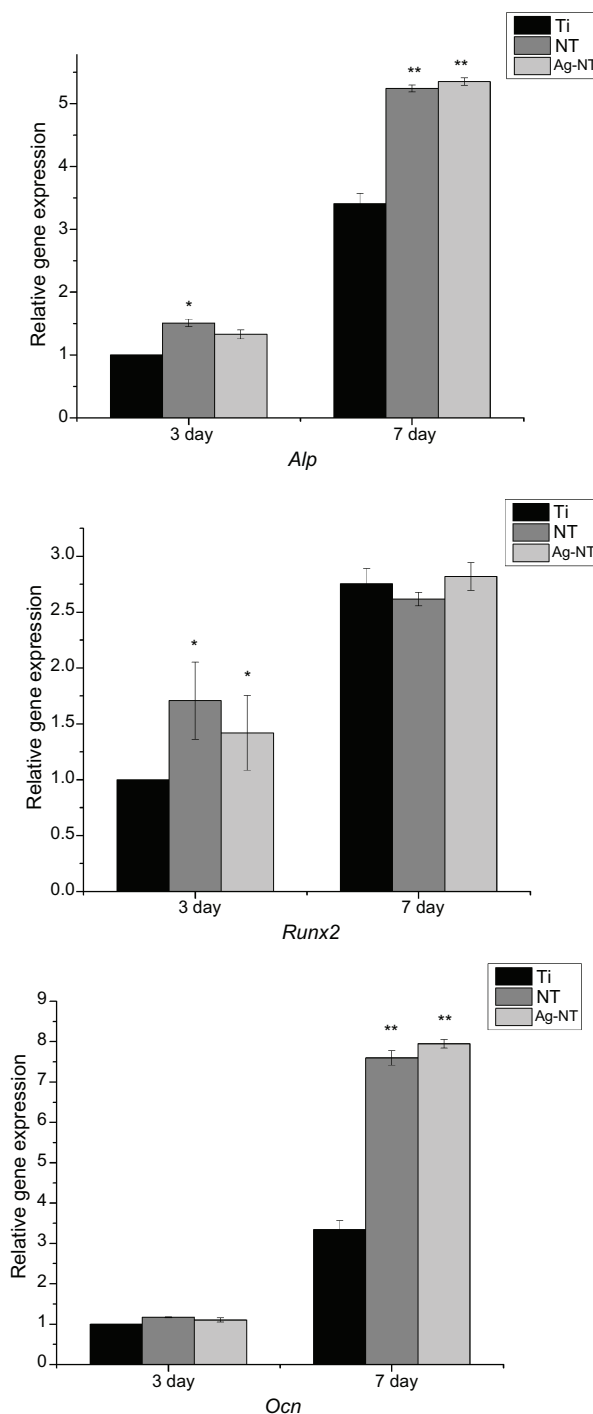 Ti
NT
Ag-NT
Relative gene expression
5
4
3
2
1
0
*
**
**
3 day
7 day
Alp
Ti
NT
Ag-NT
Relative gene expression
3.0
2.5
2.0
1.5
1.0
0.5
0.0
*
*
3 day
7 day
Runx2
Ti
NT
Ag-NT
Relative gene expression
9
8
7
6
5
4
3
2
1
0
**
**
3 day
7 day
Ocn